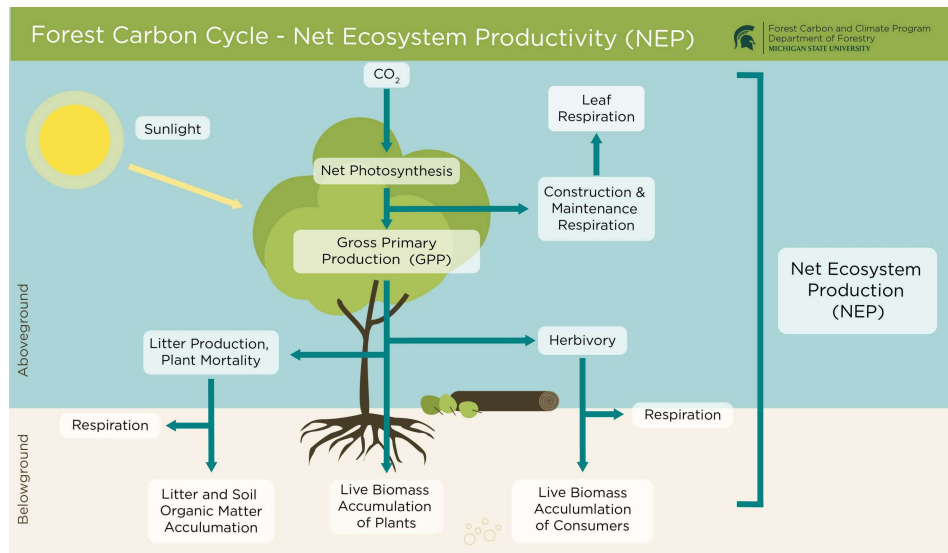 Forest Carbon Cycle - Net Ecosystem Productivity (NEP)
Forest Carbon and Climate Program
Department of Forestry
MICHIGAN STATE UNIVERSITY
CO2
Sunlight
Leaf
Respiration
Net Photosynthesis
Construction &
Maintenance
Respiration
Gross Primary
Production (GPP)
Net Ecosystem
Production
(NEP)
Aboveground
Litter Production,
Plant Mortality
Herbivory
Respiration
Respiration
Belowground
Litter and Soil
Organic Matter
Acculumation
Live Biomass
Accumulation
of Plants
Live Biomass
Acculumlation
of Consumers